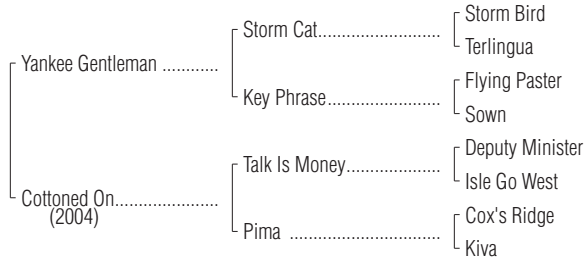 Storm Bird
Storm Cat..............................
Terlingua
Yankee Gentleman ............
Flying Paster
Key Phrase............................
Sown
Deputy Minister
Talk Is Money.......................
Isle Go West
Cottoned On.......................
(2004)
Cox's Ridge
Pima .....................................
Kiva